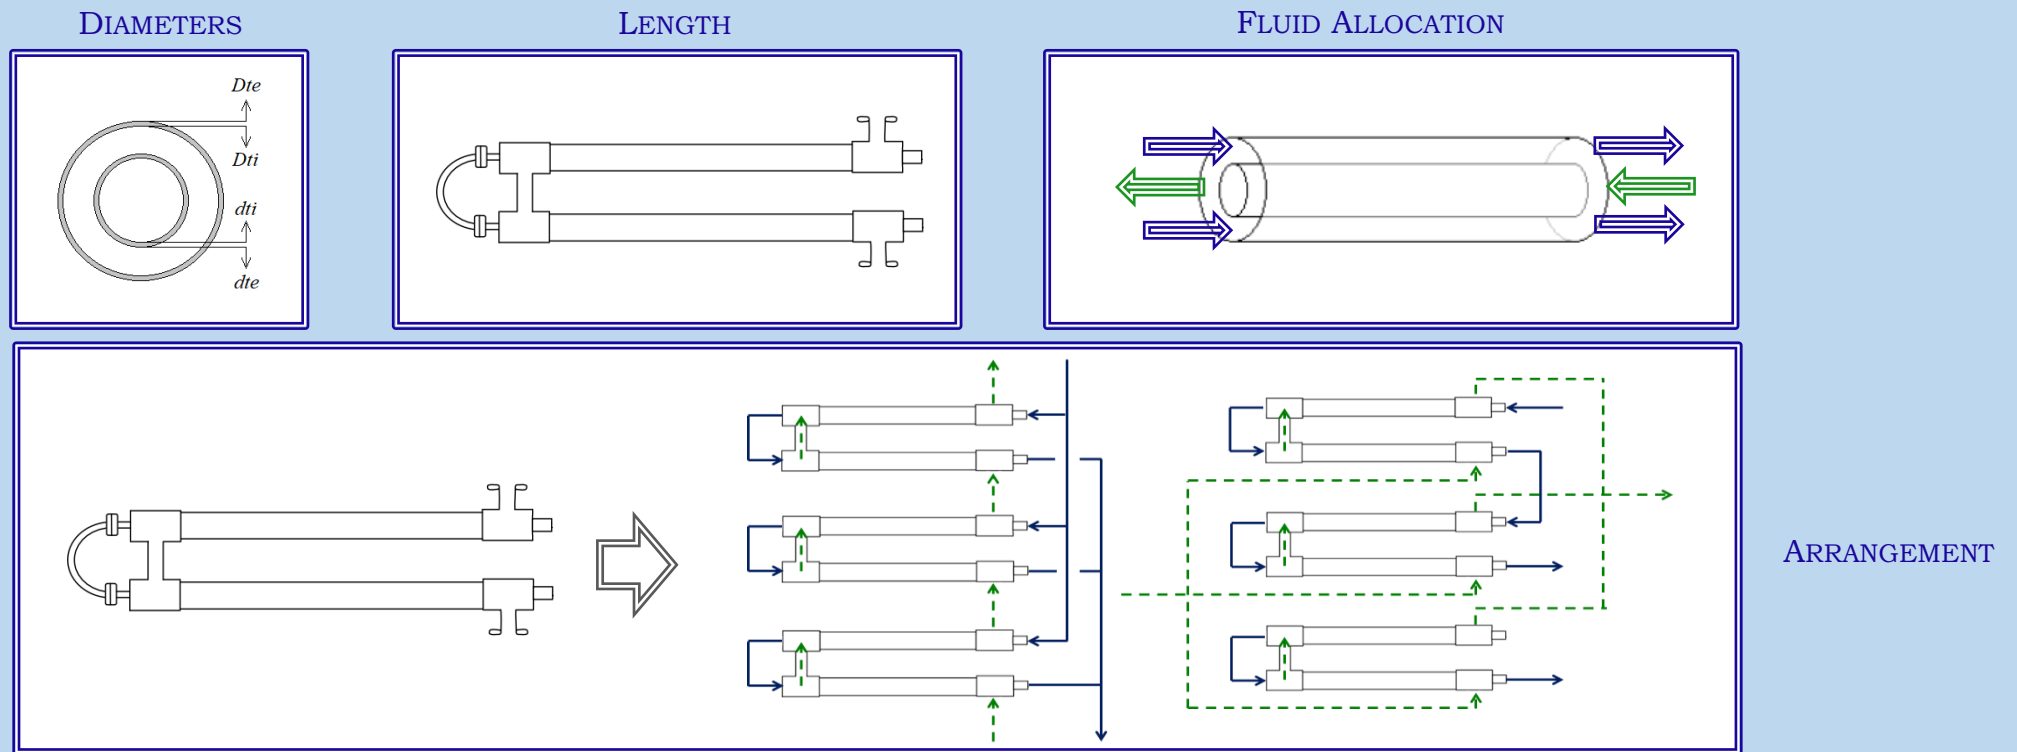 DIAMETERS
LENGTH
FLUID ALLOCATION
Dte
Dti
dti
dte
ARRANGEMENT